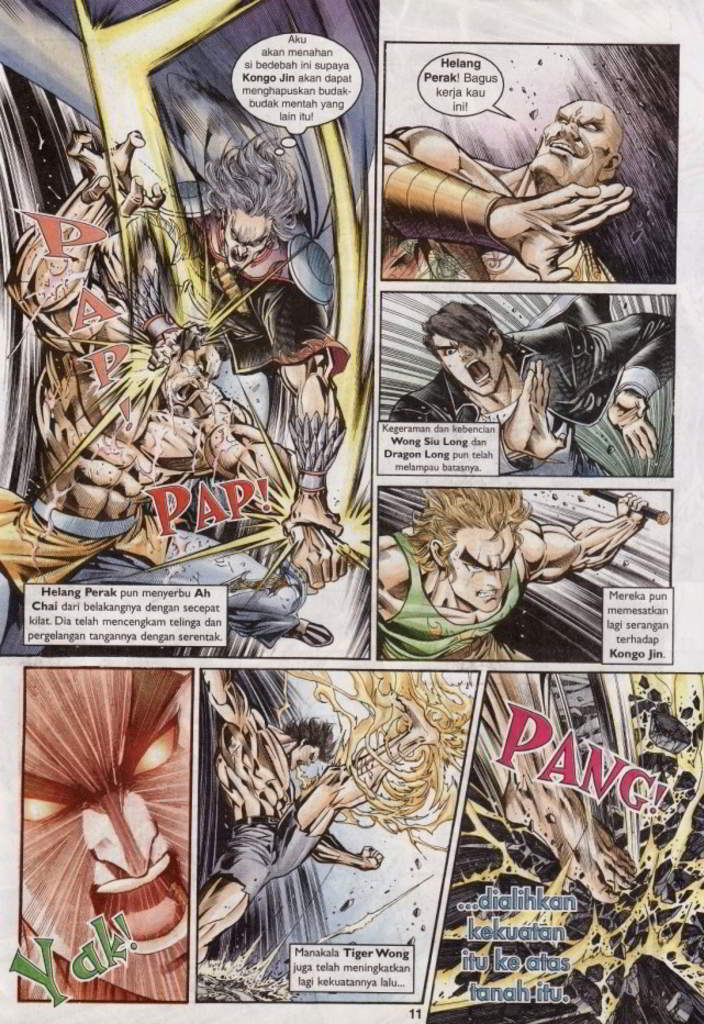 Aku
akan menahan
si bedebah ini supaya
Kongo Jin akan dapat
menghapuskan budak-
budak mentah yang
lain itu!
PAP
PAP!
PAP!
Helang Perak pun menyerbu Ah
Chai dari belakangnya dengan secepat
kilat. Dia telah mencengkam telinga dan
pergelangan tangannya dengan serentak.
Helang
Perak! Bagus
kerja kau
ini!
Kegeraman dan kebencian
Wong Siu Long dan
Dragon Long pun telah
melampau batasnya.
Mereka pun
memesatkan
lagi serangan
terhadap
Kongo Jin.
Yak!
Manakala Tiger Wong
juga telah meningkatkan
lagi kekuatannya lalu...
PANG!
...dialihkan
kekuatan
itu ke atas
tanah itu.
11